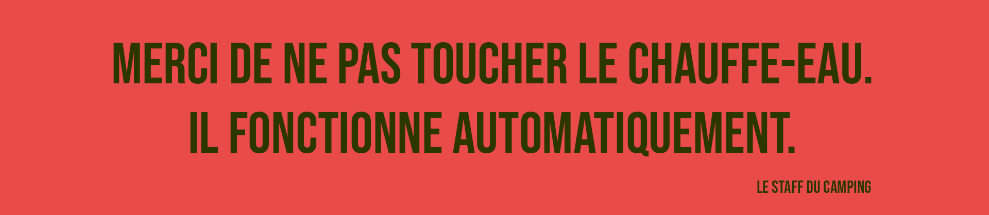 MERCI DE NE PAS TOUCHER LE CHAUFFE-EAU.
IL FONCTIONNE AUTOMATIQUEMENT.
LE STAFF DU CAMPING